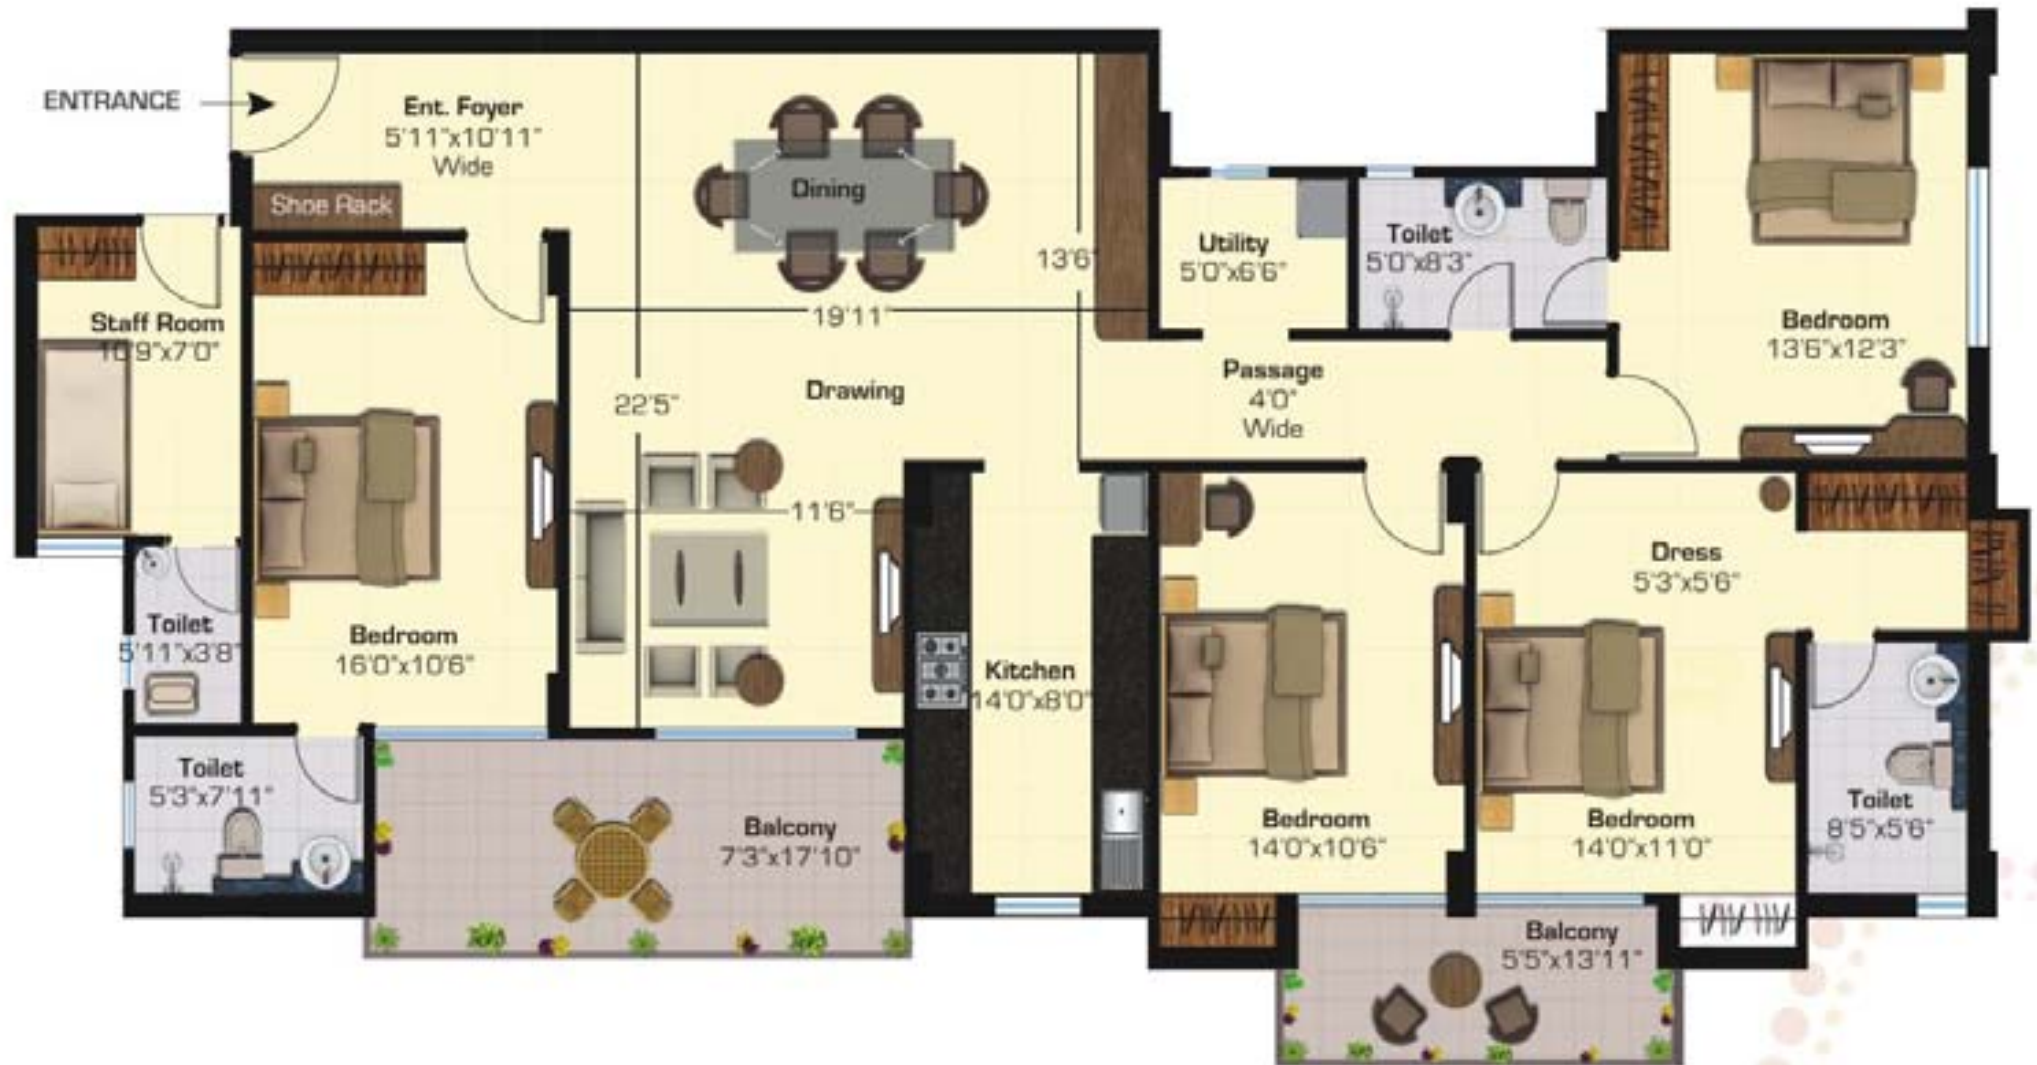 ENTRANCE
Ent. Foyer
5'11"x10'11"
Wide
Shoe Rack
Dining
13'6"
19'11"
Utility
5'0"x6'6"
Toilet
5'0"x8'3"
Bedroom
13'6"x12'3"
Staff Room
10'9"x7'0"
Drawing
22'5"
Passage
4'0"
Wide
11'6"
Dress
5'3"x5'6"
Toilet
5'11"x3'8"
Bedroom
16'0"x10'6"
Kitchen
14'0"x8'0"
Toilet
5'3"x7'11"
Balcony
7'3"x17'10"
Bedroom
14'0"x10'6"
Bedroom
14'0"x11'0"
Toilet
8'5"x5'6"
Balcony
5'5"x13'11"